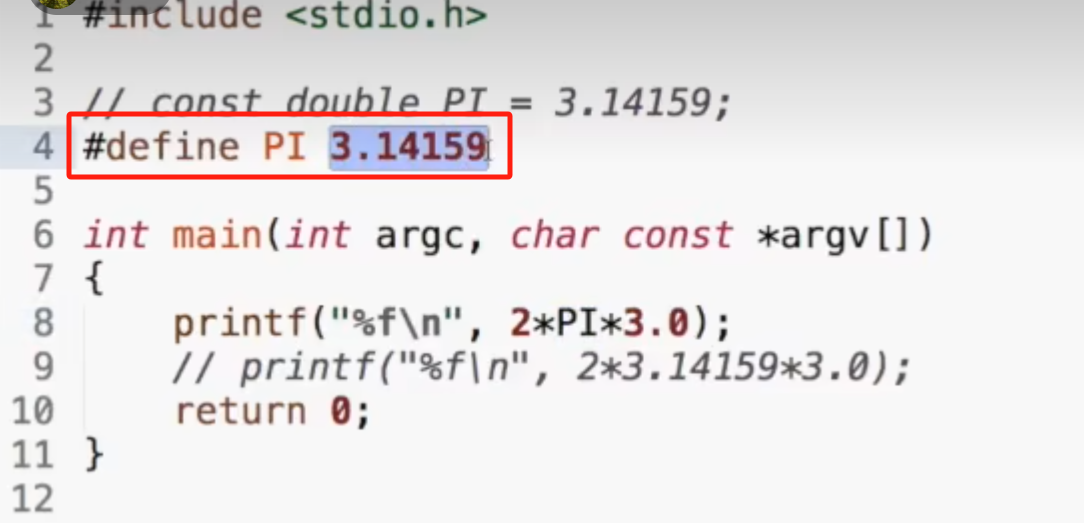 1 #include <stdio.h>
2
3 // const double PI = 3.14159;
4 #define PI 3.14159
5
6 int main(int argc, char const *argv[])
7 {
8     printf("%f\n", 2*PI*3.0);
9     // printf("%f\n", 2*3.14159*3.0);
10     return 0;
11 }
12